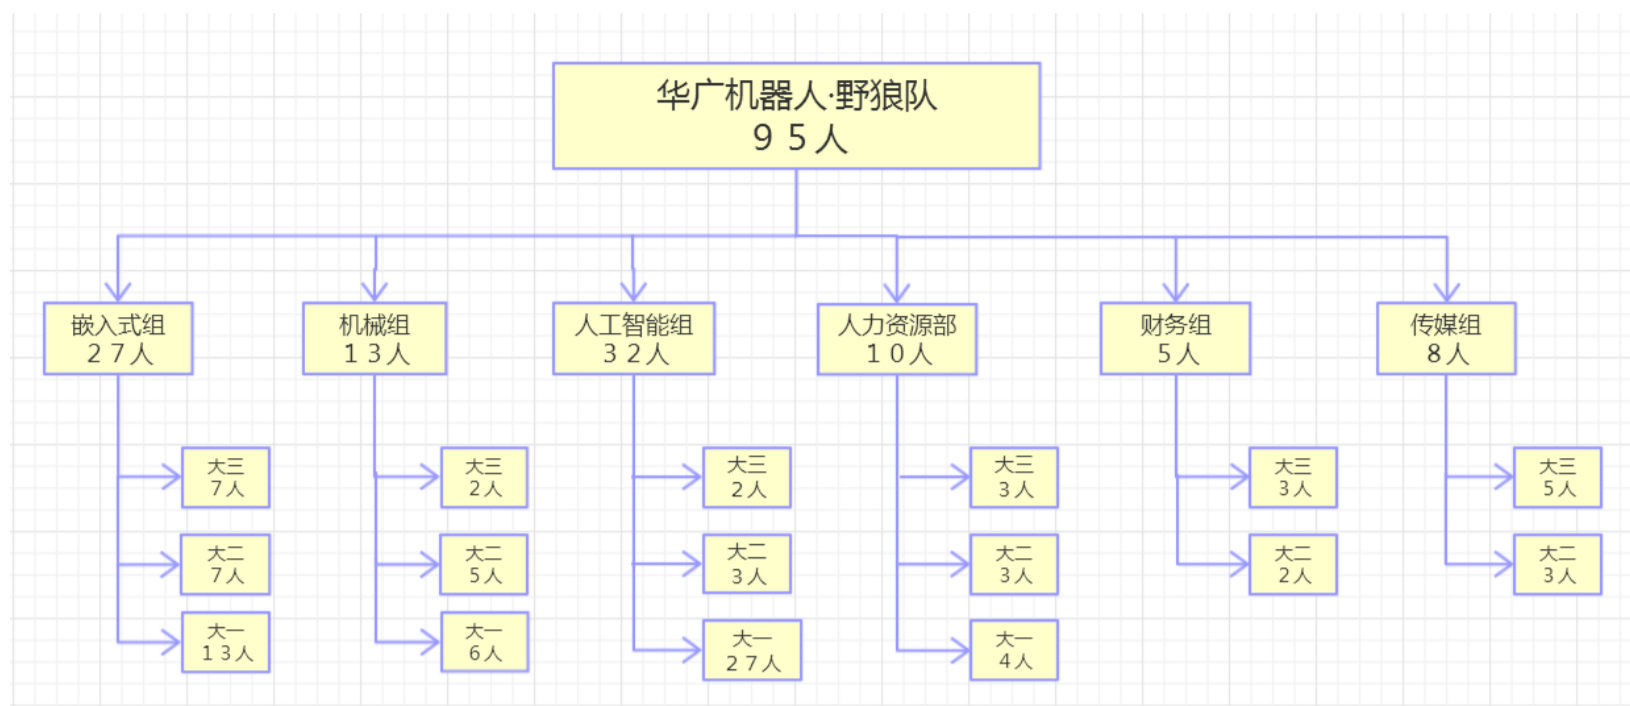 华广机器人·野狼队
95人
嵌入式组
27人
机械组
13人
人工智能组
32人
人力资源部
10人
财务组
5人
传媒组
8人
大三
7人
大二
7人
大一
13人
大三
2人
大二
5人
大一
6人
大三
2人
大二
3人
大一
27人
大三
3人
大二
3人
大一
4人
大三
3人
大二
2人
大三
5人
大二
3人